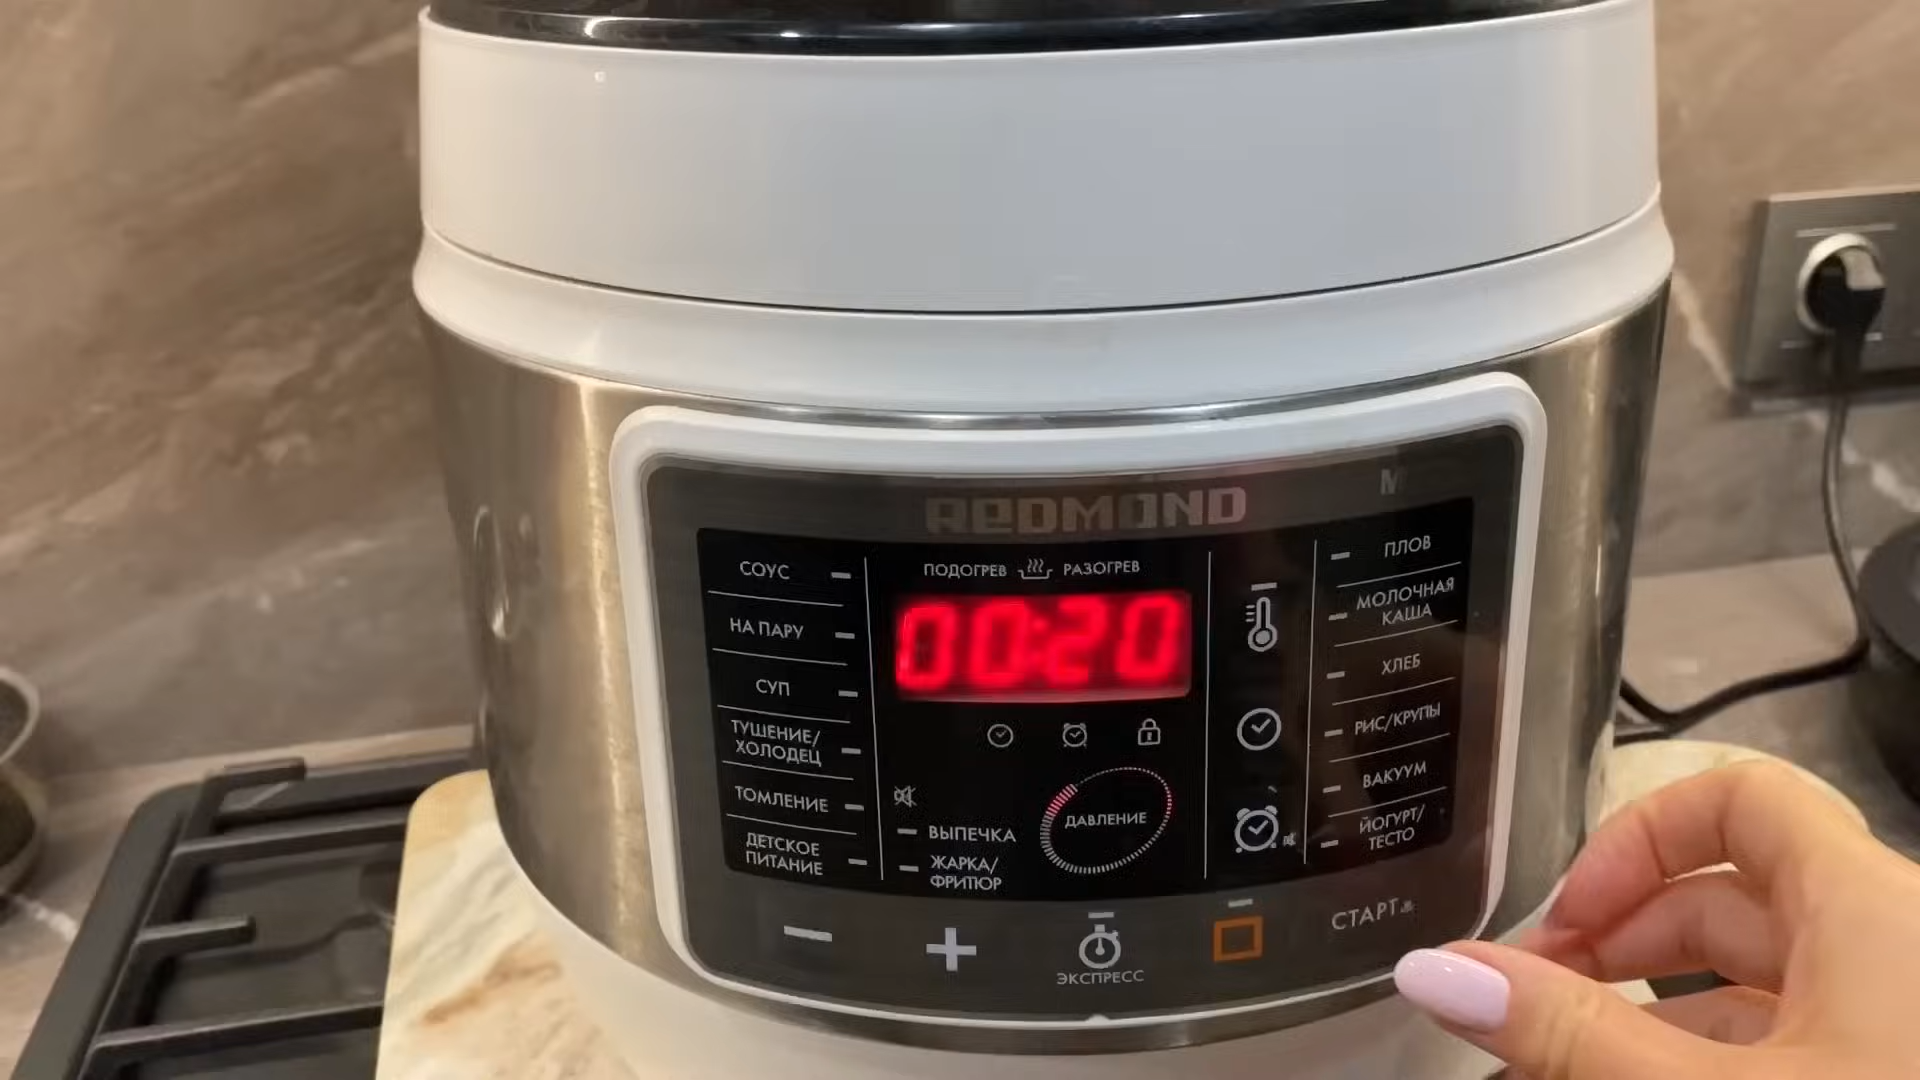 REDMOND
M
СОУС
НА ПАРУ
СУП
ТУШЕНИЕ/
ХОЛОДЕЦ
ТОМЛЕНИЕ
ДЕТСКОЕ
ПИТАНИЕ
ПОДОГРЕВ РАЗОГРЕВ
00:20
ВЫПЕЧКА
ЖАРКА/
ФРИТЮР
ДАВЛЕНИЕ
ПЛОВ
МОЛОЧНАЯ
КАША
ХЛЕБ
РИС/КРУПЫ
ВАКУУМ
ЙОГУРТ/
ТЕСТО
− +
ЭКСПРЕСС
СТАРТ